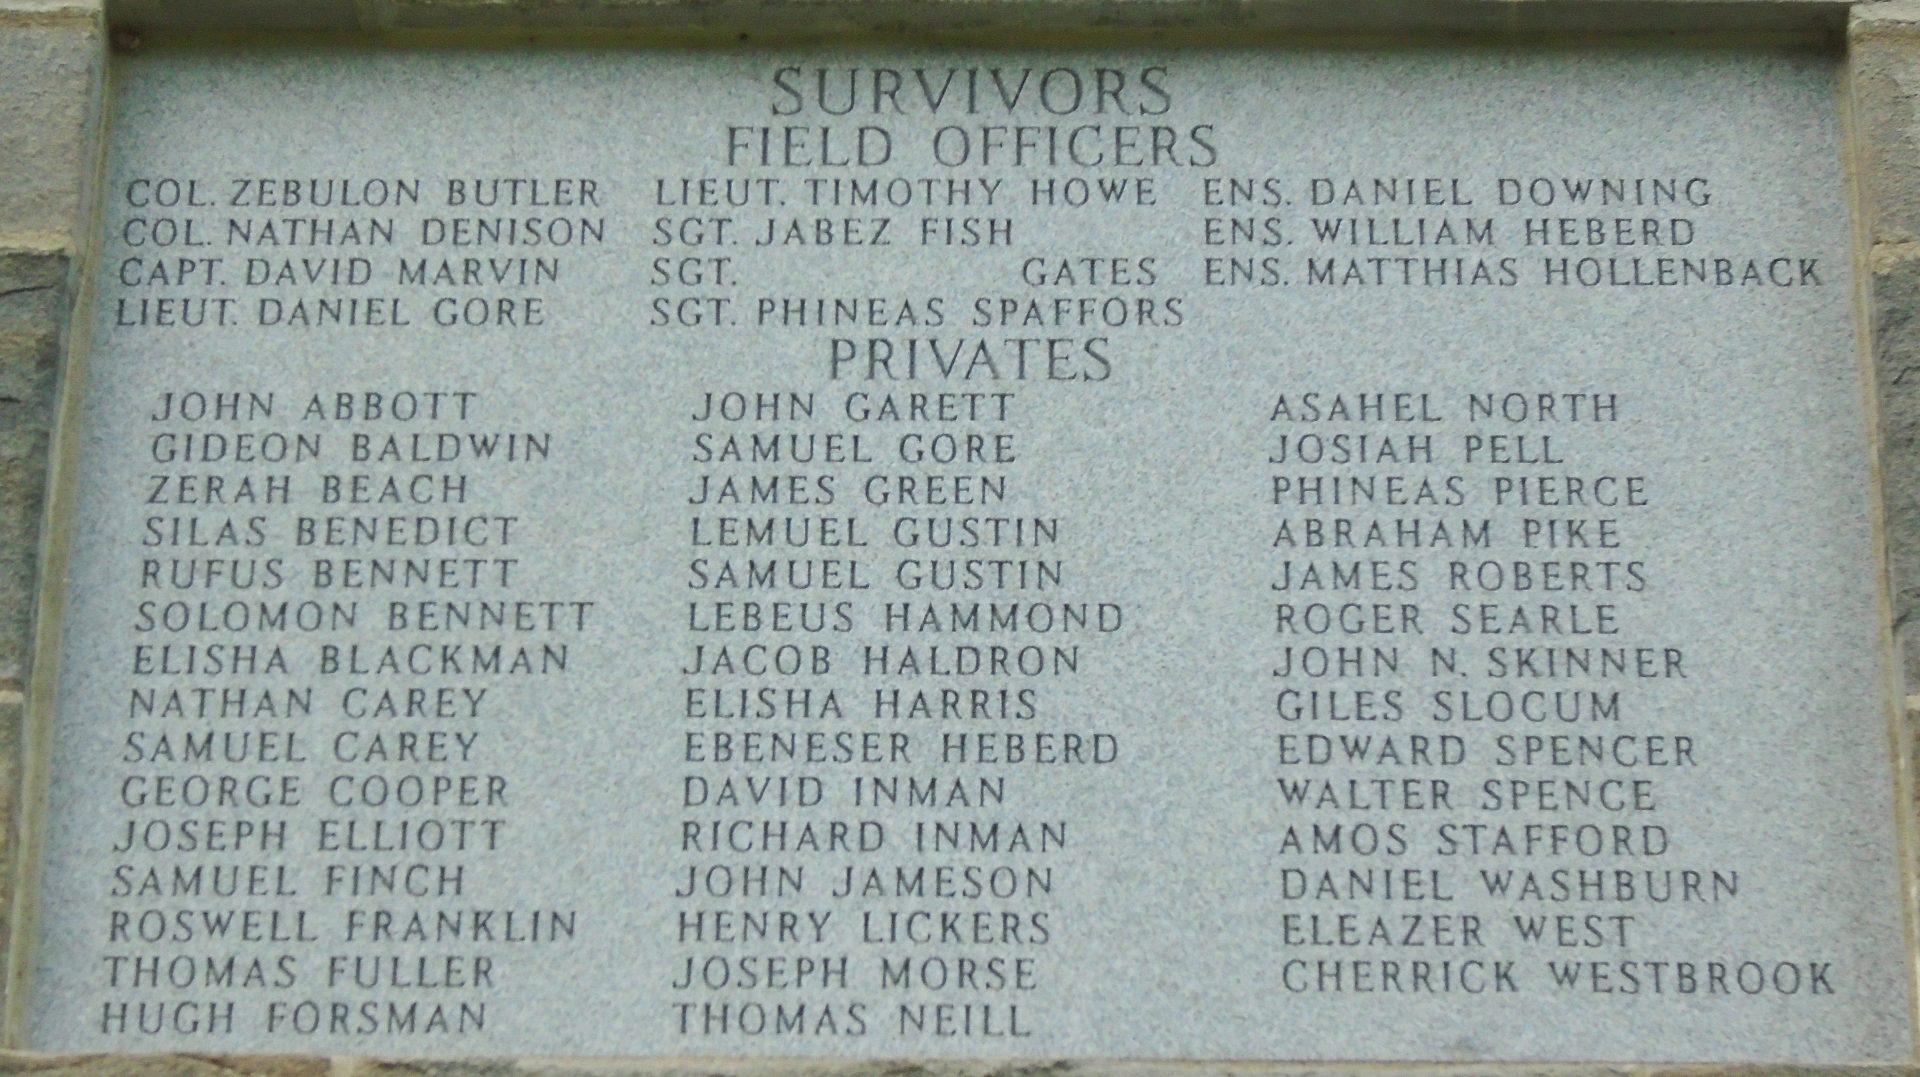 SURVIVORS
FIELD OFFICERS
COL. ZEBULON BUTLER LIEUT. TIMOTHY HOWE ENS. DANIEL DOWNING
COL. NATHAN DENISON SGT. JABEZ FISH ENS. WILLIAM HEBERD
CAPT. DAVID MARVIN SGT. GATES ENS. MATTHIAS HOLLENBACK
LIEUT. DANIEL GORE SGT. PHINEAS SPAFFORS
PRIVATES
JOHN ABBOTT JOHN GARETT ASAHEL NORTH
GIDEON BALDWIN SAMUEL GORE JOSIAH PELL
ZERAH BEACH JAMES GREEN PHINEAS PIERCE
SILAS BENEDICT LEMUEL GUSTIN ABRAHAM PIKE
RUFUS BENNETT SAMUEL GUSTIN JAMES ROBERTS
SOLOMON BENNETT LEBEUS HAMMOND ROGER SEARLE
ELISHA BLACKMAN JACOB HALDRON JOHN N. SKINNER
NATHAN CAREY ELISHA HARRIS GILES SLOCUM
SAMUEL CAREY EBENESER HEBERD EDWARD SPENCER
GEORGE COOPER DAVID INMAN WALTER SPENCE
JOSEPH ELLIOTT RICHARD INMAN AMOS STAFFORD
SAMUEL FINCH JOHN JAMESON DANIEL WASHBURN
ROSWELL FRANKLIN HENRY LICKERS ELEAZER WEST
THOMAS FULLER JOSEPH MORSE CHERRICK WESTBROOK
HUGH FORSMAN THOMAS NEILL